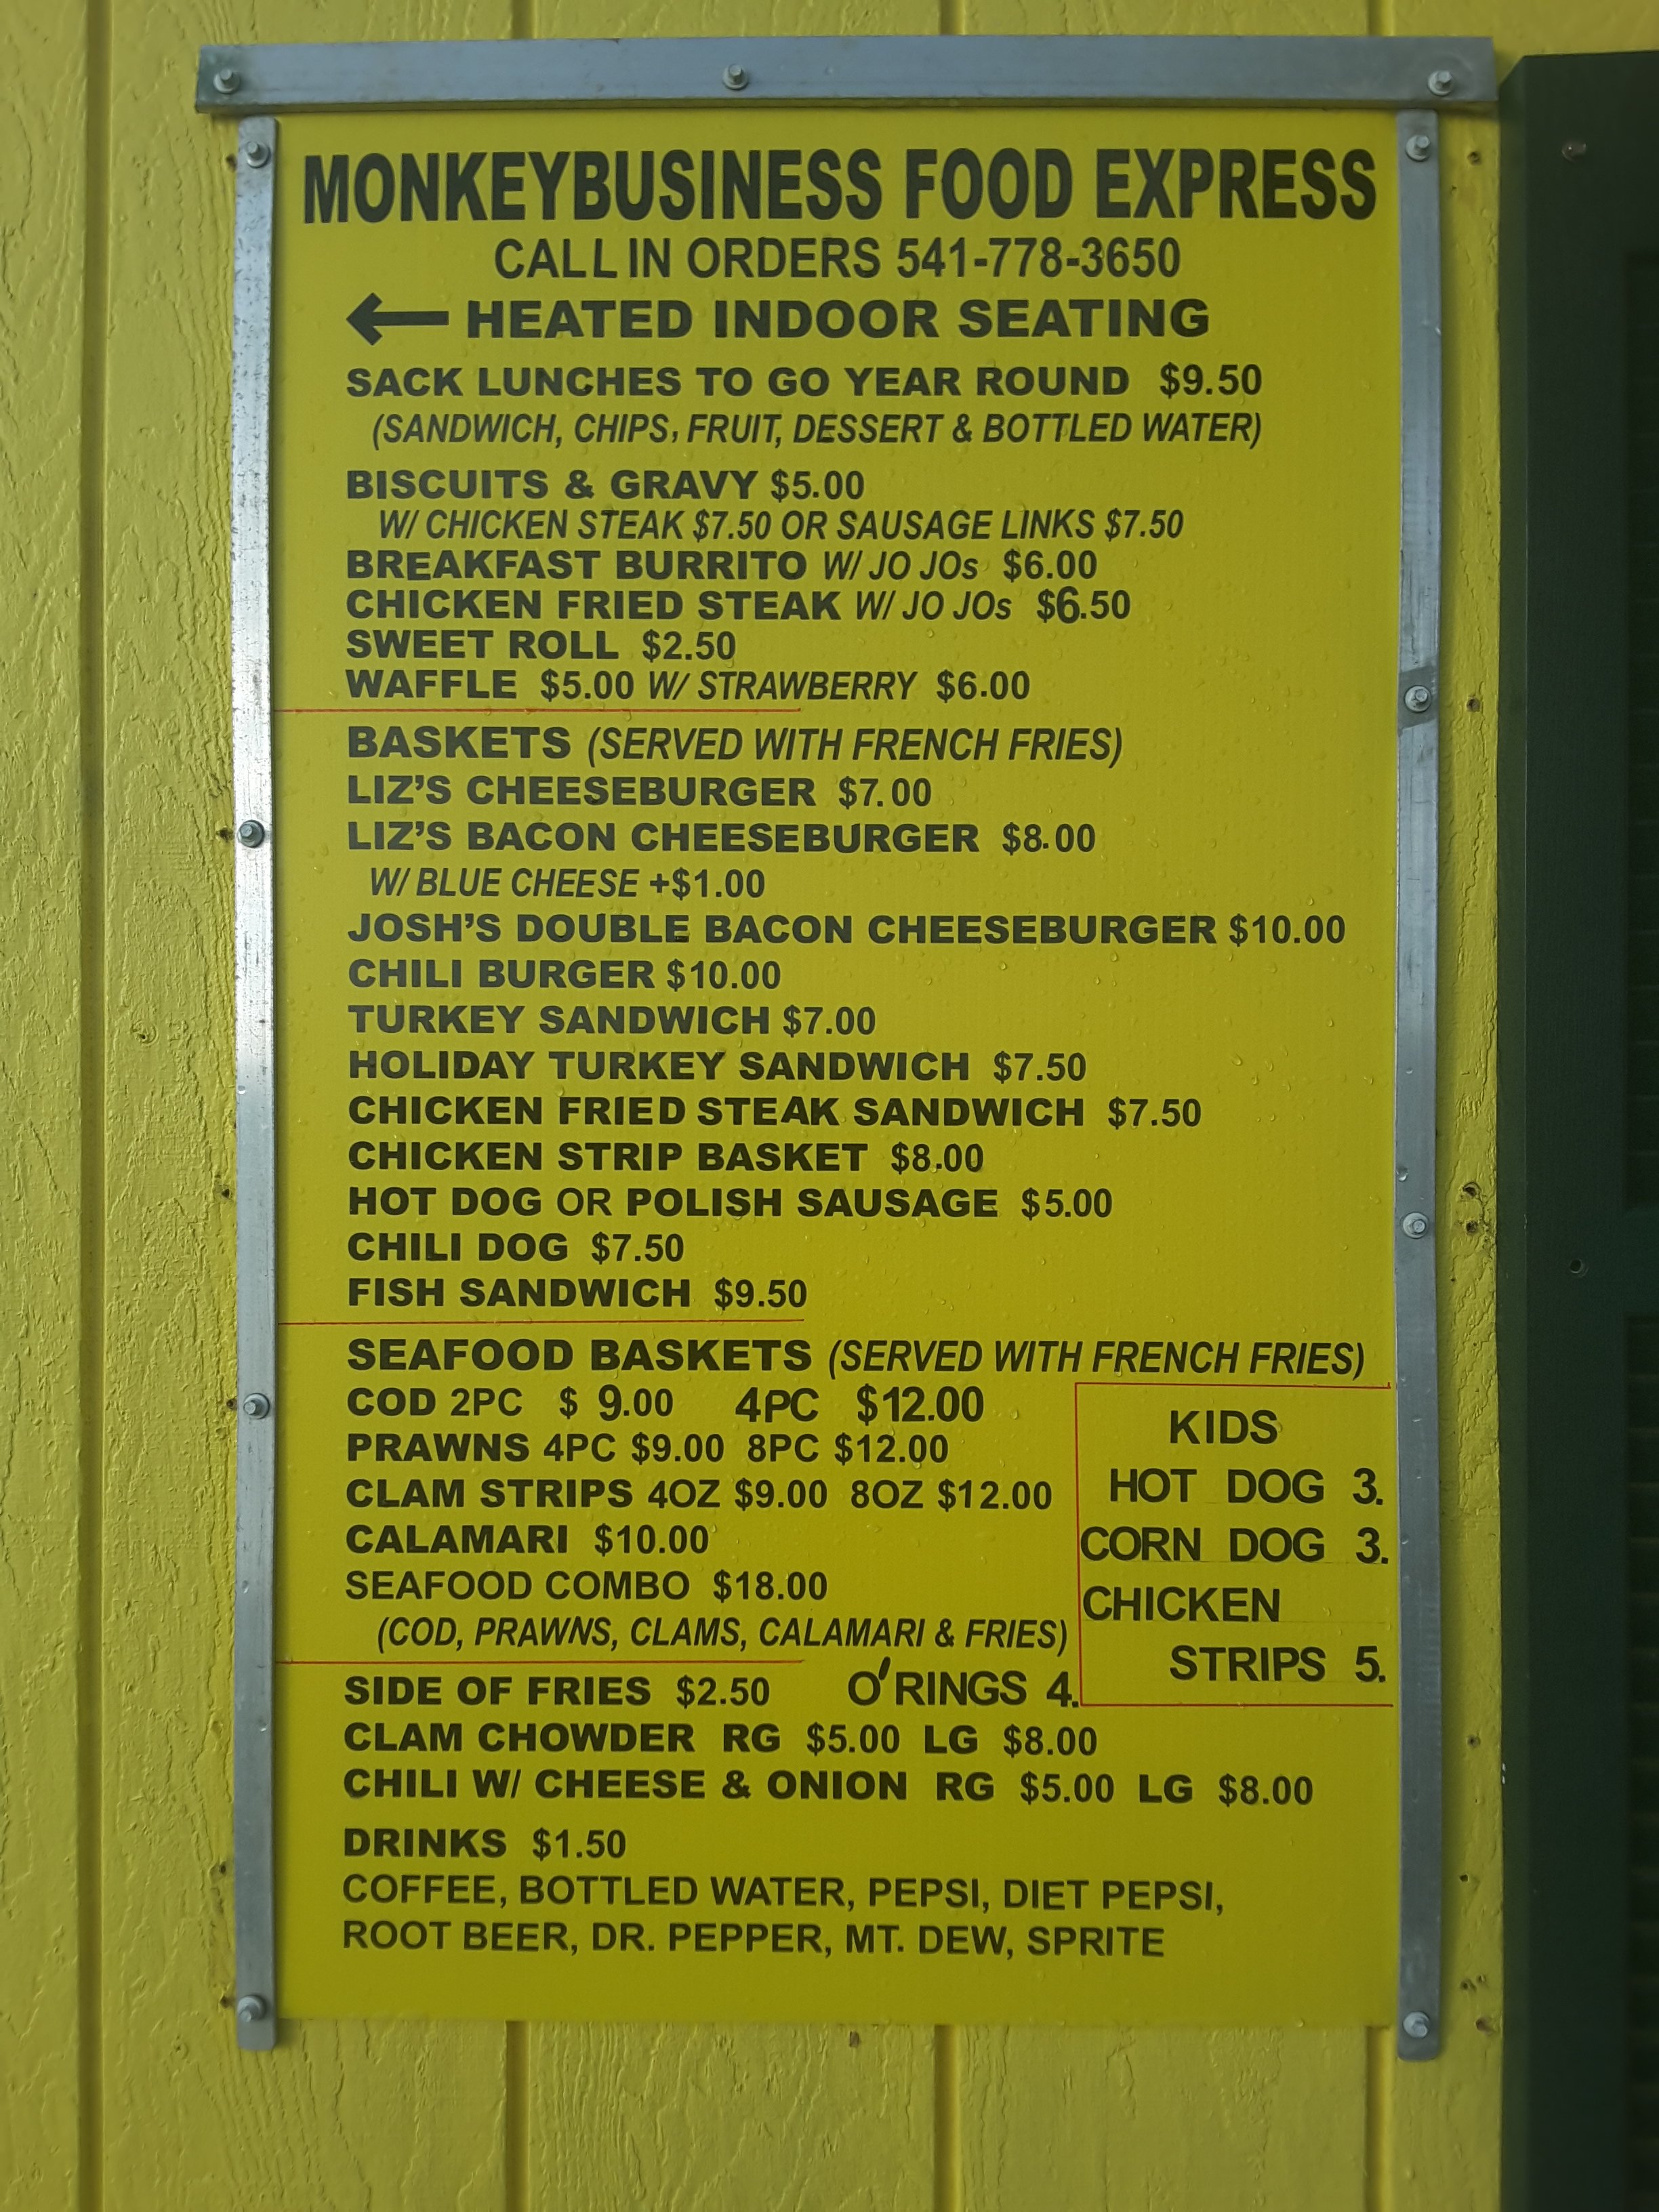 MONKEYBUSINESS FOOD EXPRESS
CALL IN ORDERS 541-778-3650
← HEATED INDOOR SEATING
SACK LUNCHES TO GO YEAR ROUND $9.50
(SANDWICH, CHIPS, FRUIT, DESSERT & BOTTLED WATER)
BISCUITS & GRAVY $5.00
W/ CHICKEN STEAK $7.50 OR SAUSAGE LINKS $7.50
BREAKFAST BURRITO W/ JO JOs $6.00
CHICKEN FRIED STEAK W/ JO JOs $6.50
SWEET ROLL $2.50
WAFFLE $5.00 W/ STRAWBERRY $6.00
BASKETS (SERVED WITH FRENCH FRIES)
LIZ'S CHEESEBURGER $7.00
LIZ'S BACON CHEESEBURGER $8.00
W/ BLUE CHEESE +$1.00
JOSH'S DOUBLE BACON CHEESEBURGER $10.00
CHILI BURGER $10.00
TURKEY SANDWICH $7.00
HOLIDAY TURKEY SANDWICH $7.50
CHICKEN FRIED STEAK SANDWICH $7.50
CHICKEN STRIP BASKET $8.00
HOT DOG OR POLISH SAUSAGE $5.00
CHILI DOG $7.50
FISH SANDWICH $9.50
SEAFOOD BASKETS (SERVED WITH FRENCH FRIES)
COD 2PC $ 9.00 4PC $12.00
PRAWNS 4PC $9.00 8PC $12.00
CLAM STRIPS 4OZ $9.00 8OZ $12.00
CALAMARI $10.00
SEAFOOD COMBO $18.00
(COD, PRAWNS, CLAMS, CALAMARI & FRIES)
KIDS
HOT DOG 3.
CORN DOG 3.
CHICKEN
STRIPS 5.
SIDE OF FRIES $2.50 O'RINGS 4.
CLAM CHOWDER RG $5.00 LG $8.00
CHILI W/ CHEESE & ONION RG $5.00 LG $8.00
DRINKS $1.50
COFFEE, BOTTLED WATER, PEPSI, DIET PEPSI,
ROOT BEER, DR. PEPPER, MT. DEW, SPRITE